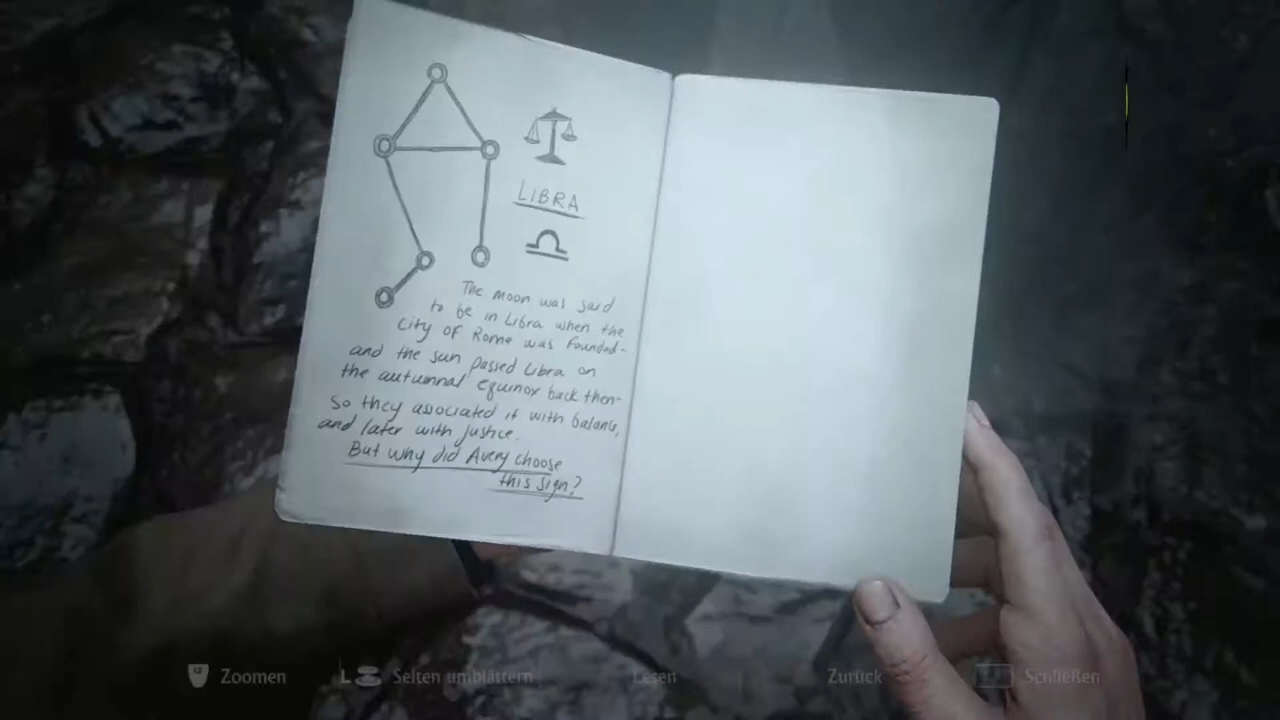 LIBRA
The moon was said
to be in Libra when the
city of Rome was founded-
and the sun passed Libra on
the autumnal equinox back then-
so they associated it with balance,
and later with justice.
But why did Avery choose
this sign?
L2 Zoomen
L Seiten umblättern
Lesen
Zurück
Schließen